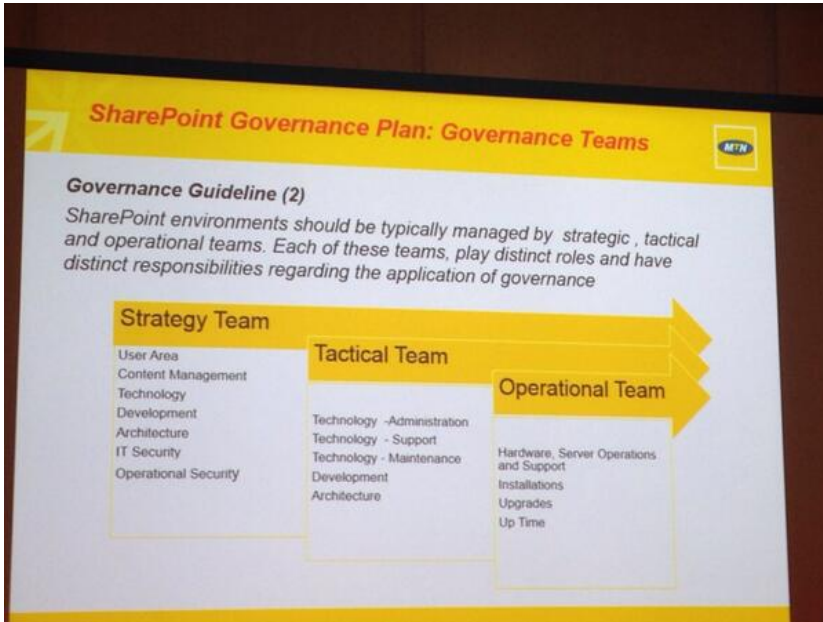 SharePoint Governance Plan: Governance Teams
MTN
Governance Guideline (2)
SharePoint environments should be typically managed by strategic , tactical
and operational teams. Each of these teams, play distinct roles and have
distinct responsibilities regarding the application of governance
Strategy Team
User Area
Content Management
Technology
Development
Architecture
IT Security
Operational Security
Tactical Team
Technology -Administration
Technology - Support
Technology - Maintenance
Development
Architecture
Operational Team
Hardware, Server Operations
and Support
Installations
Upgrades
Up Time